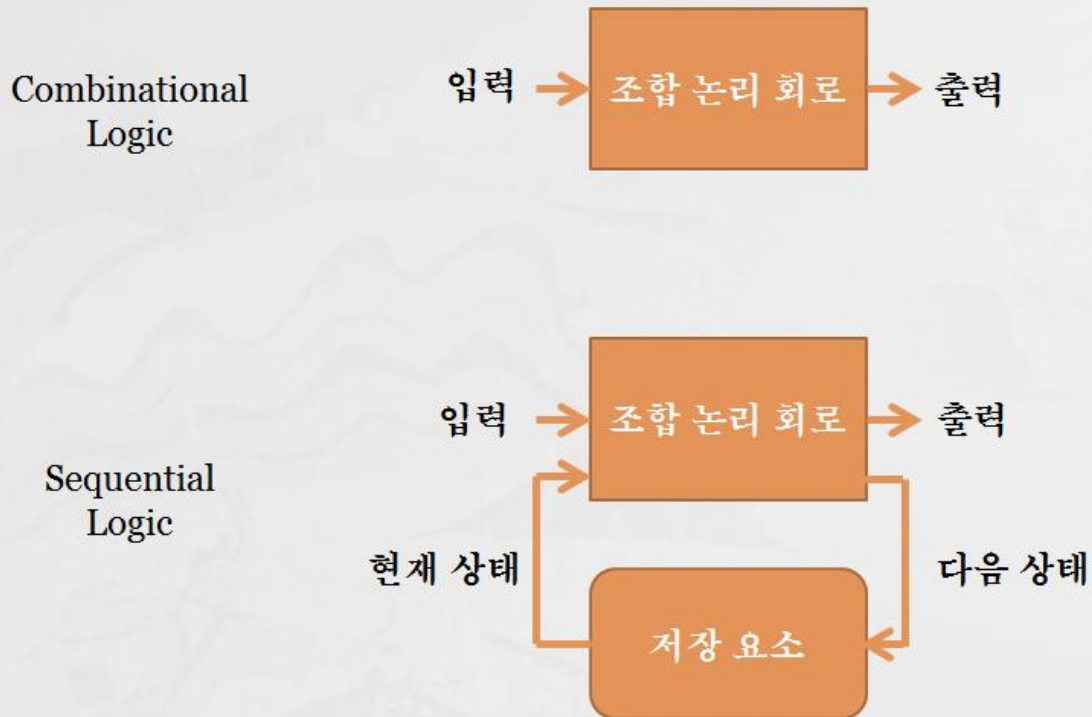 Combinational
Logic
입력
조합 논리 회로
출력
Sequential
Logic
입력
조합 논리 회로
출력
현재 상태
다음 상태
저장 요소